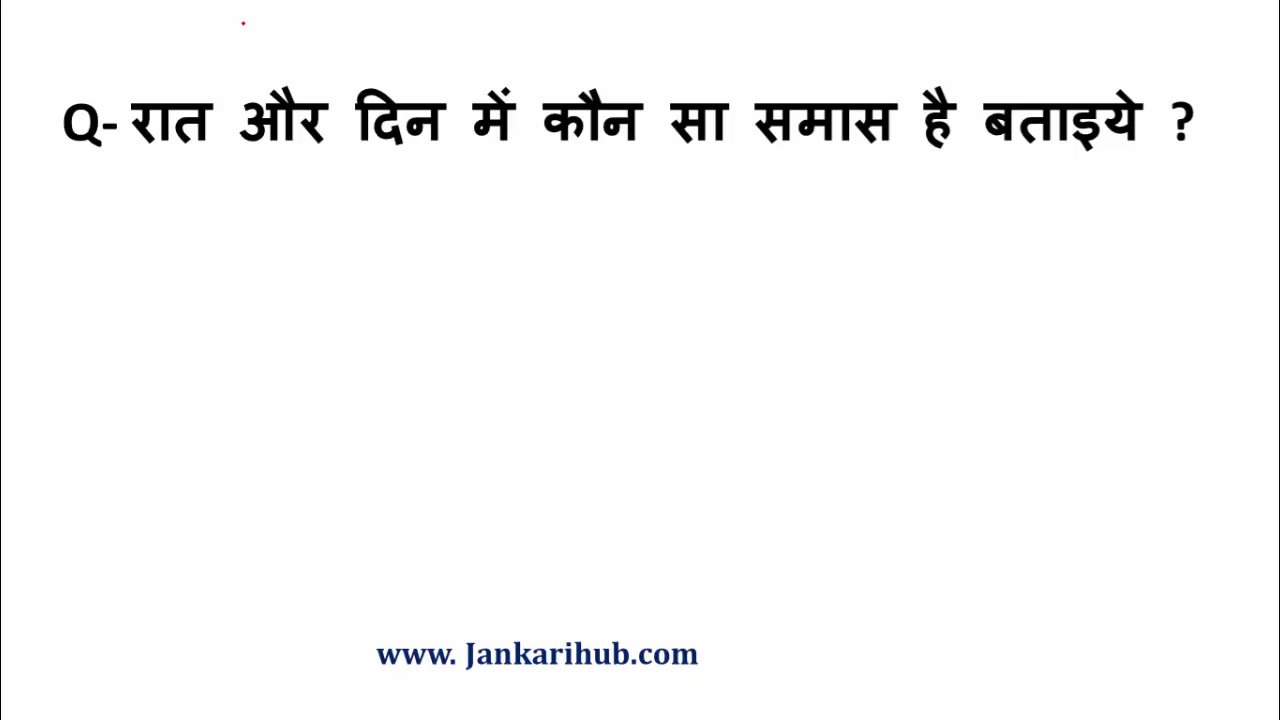 Q- रात और दिन में कौन सा समास है बताइये ?
www. Jankarihub.com